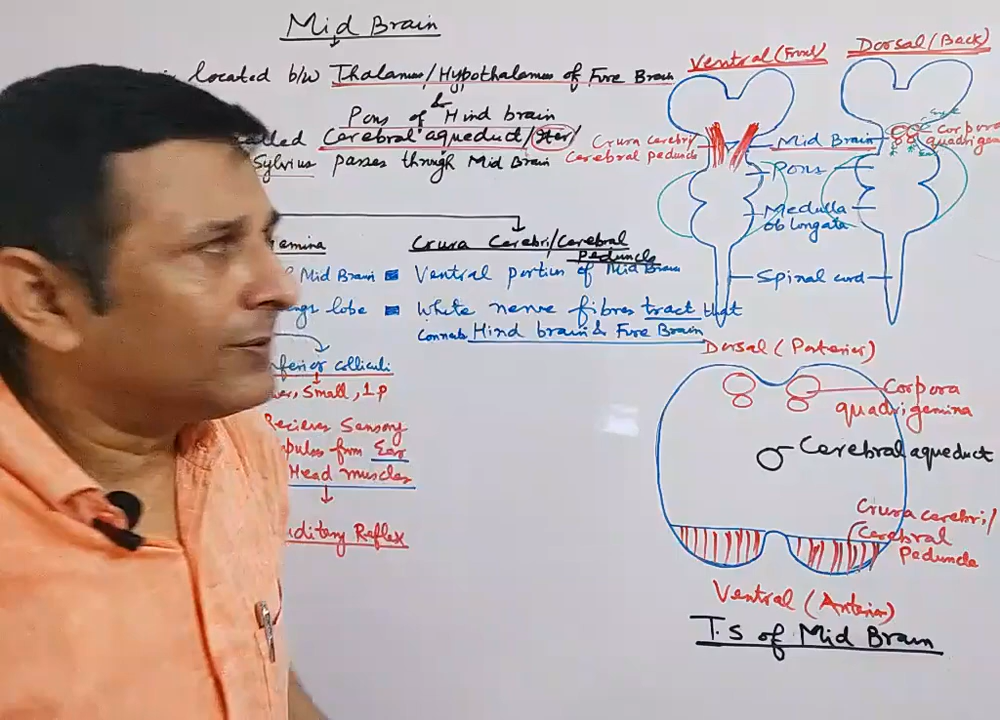 Mid Brain
located b/w Thalamus/Hypothalamus of Fore Brain
&
Pons of Hind brain
called Cerebral aqueduct/Iter/
Sylvius passes through Mid Brain
Crura Cerebri/Cerebral
Peduncle
Mid Brain
Ventral portion of Mid Brain
lobe
White nerve fibres tract that
connects Hind brain & Fore Brain
colliculi
Small, 1 P
Recieves Sensory
from Ear
Head muscles
Reflex
Ventral (Front)
Dorsal (Back)
Crura cerebri/
Cerebral peduncle
Mid Brain
Corpora
quadrigemina
Pons
Medulla
oblongata
Spinal cord
Dorsal (Posterior)
Corpora
quadrigemina
Cerebral aqueduct
Crura cerebri/
Cerebral
Peduncle
Ventral (Anterior)
T.S of Mid Brain